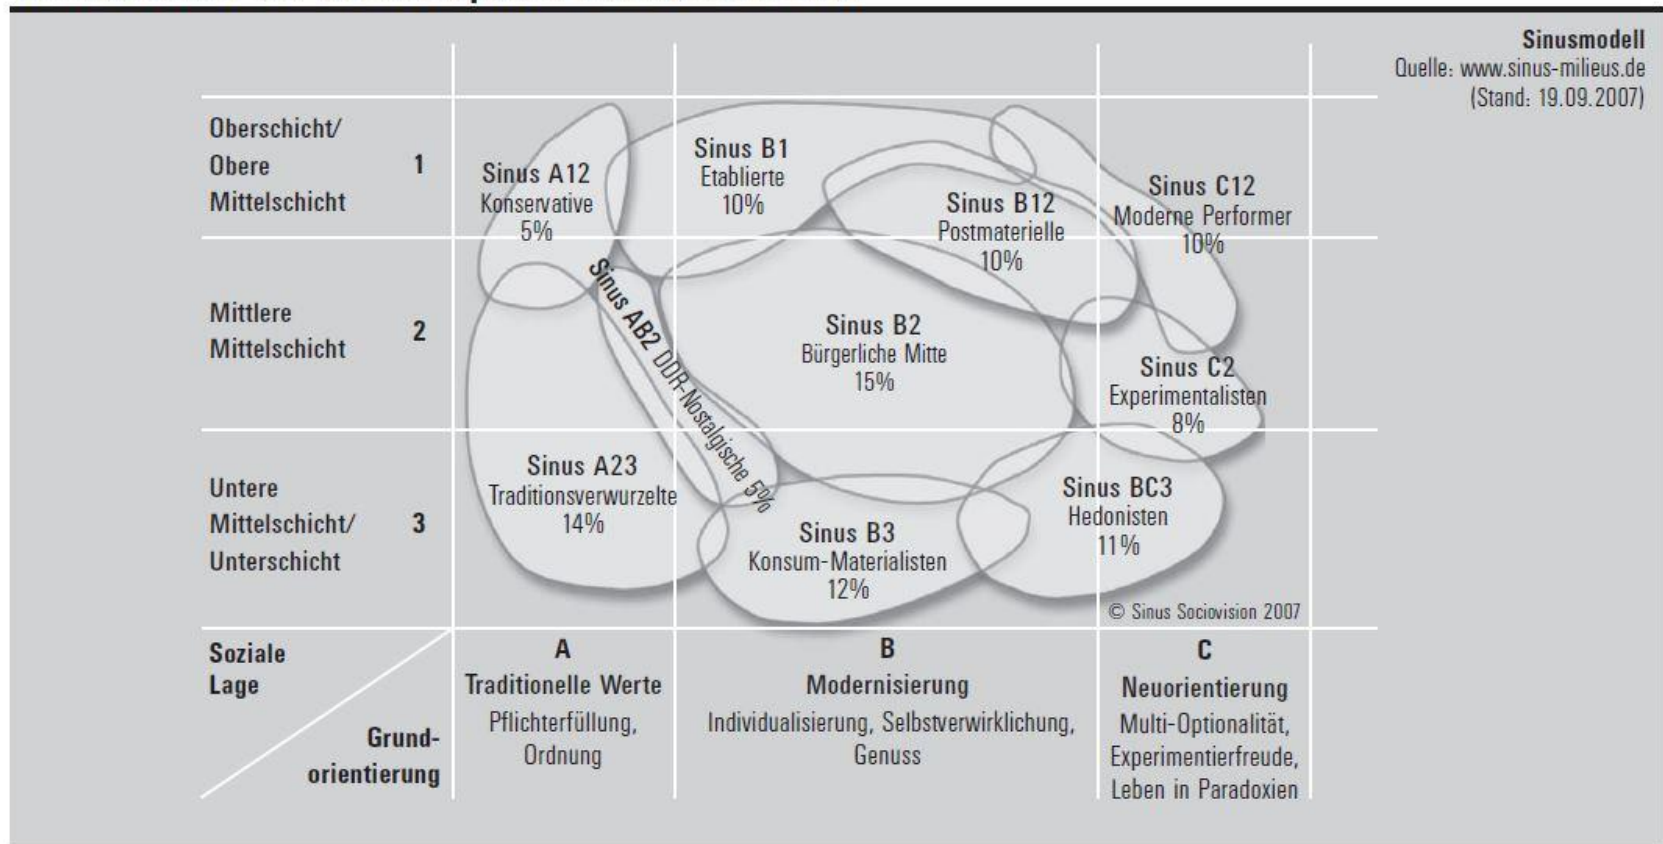 Sinusmodell
Quelle: www.sinus-milieus.de
(Stand: 19.09.2007)
Oberschicht/
Obere
Mittelschicht
1
Sinus A12
Konservative
5%
Sinus B1
Etablierte
10%
Sinus B12
Postmaterielle
10%
Sinus C12
Moderne Performer
10%
Mittlere
Mittelschicht
2
Sinus AB2 DDR-Nostalgische 5%
Sinus B2
Bürgerliche Mitte
15%
Sinus C2
Experimentalisten
8%
Untere
Mittelschicht/
Unterschicht
3
Sinus A23
Traditionsverwurzelte
14%
Sinus B3
Konsum-Materialisten
12%
Sinus BC3
Hedonisten
11%
© Sinus Sociovision 2007
Soziale
Lage
Grund-
orientierung
A
Traditionelle Werte
Pflichterfüllung,
Ordnung
B
Modernisierung
Individualisierung, Selbstverwirklichung,
Genuss
C
Neuorientierung
Multi-Optionalität,
Experimentierfreude,
Leben in Paradoxien